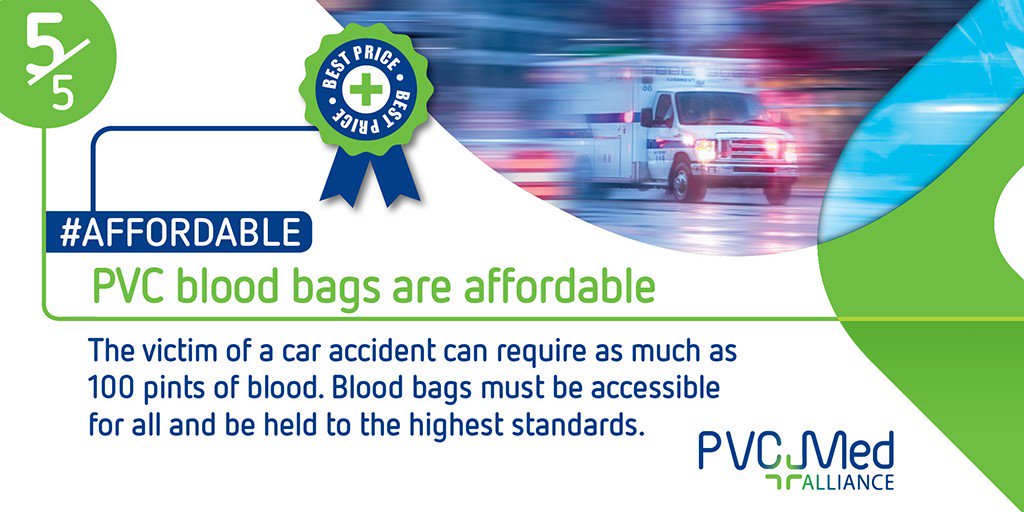 5/5
BEST PRICE • BEST PRICE •
#AFFORDABLE
PVC blood bags are affordable
The victim of a car accident can require as much as
100 pints of blood. Blood bags must be accessible
for all and be held to the highest standards.
PVCMed
ALLIANCE